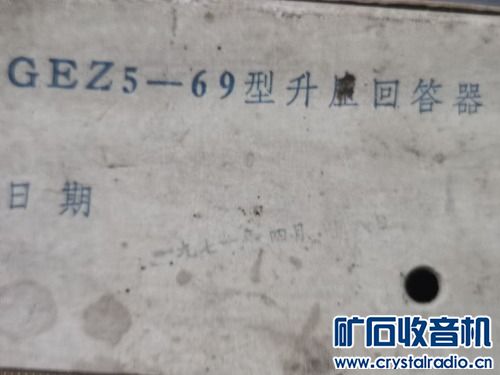 GEZ5—69型升压回答器
日期
一九七一年四月
矿石收音机
www.crystalradio.cn